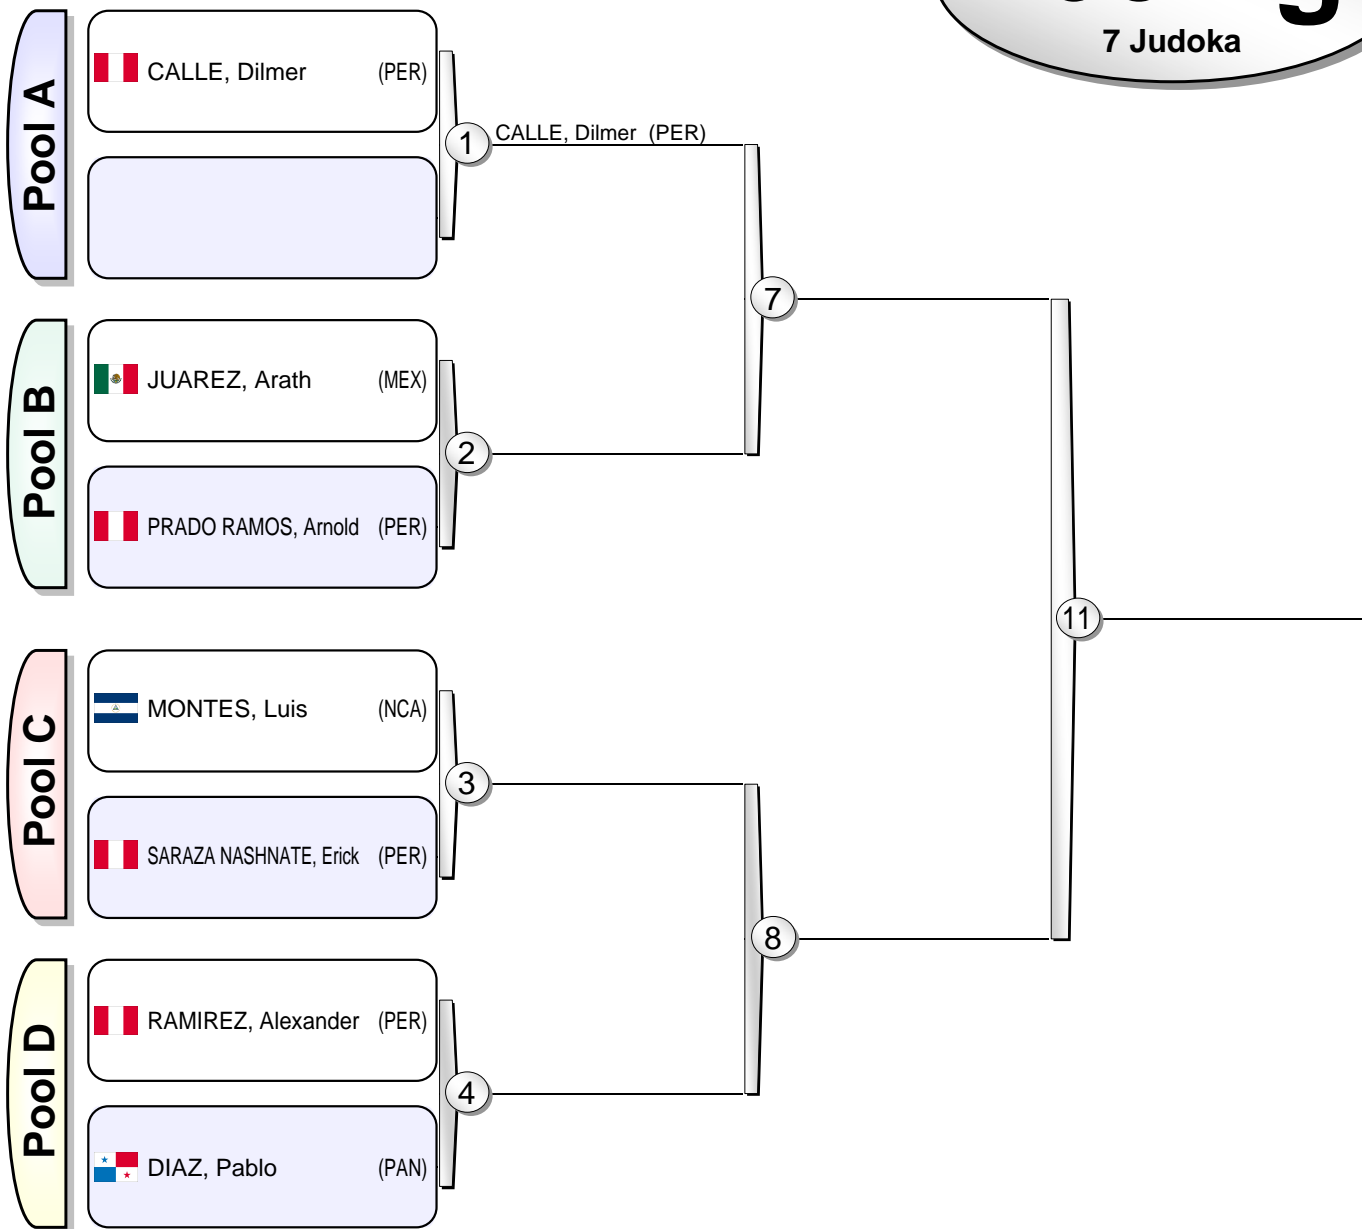 7 Judoka
Pool A
CALLE, Dilmer (PER)
1
CALLE, Dilmer (PER)
7
Pool B
JUAREZ, Arath (MEX)
2
PRADO RAMOS, Arnold (PER)
11
Pool C
MONTES, Luis (NCA)
3
SARAZA NASHNATE, Erick (PER)
8
Pool D
RAMIREZ, Alexander (PER)
4
DIAZ, Pablo (PAN)